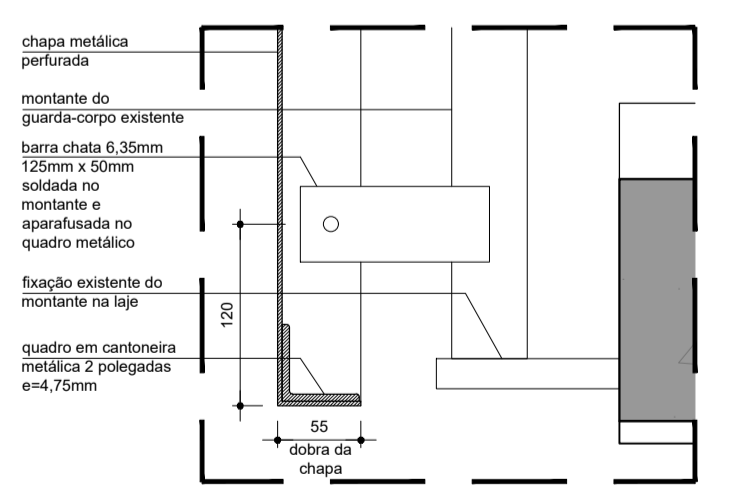 chapa metálica
perfurada
montante do
guarda-corpo existente
barra chata 6,35mm
125mm x 50mm
soldada no
montante e
aparafusada no
quadro metálico
fixação existente do
montante na laje
120
quadro em cantoneira
metálica 2 polegadas
e=4,75mm
55
dobra da
chapa